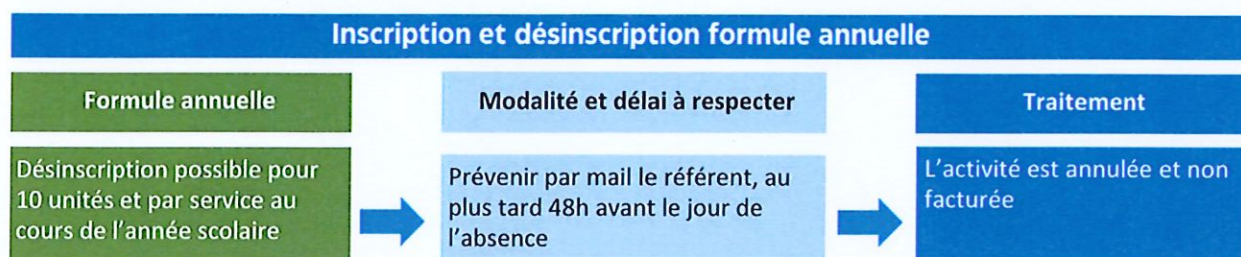 Inscription et désinscription formule annuelle
Formule annuelle
Modalité et délai à respecter
Traitement
Désinscription possible pour
10 unités et par service au
cours de l'année scolaire
Prévenir par mail le référent, au
plus tard 48h avant le jour de
l'absence
L'activité est annulée et non
facturée